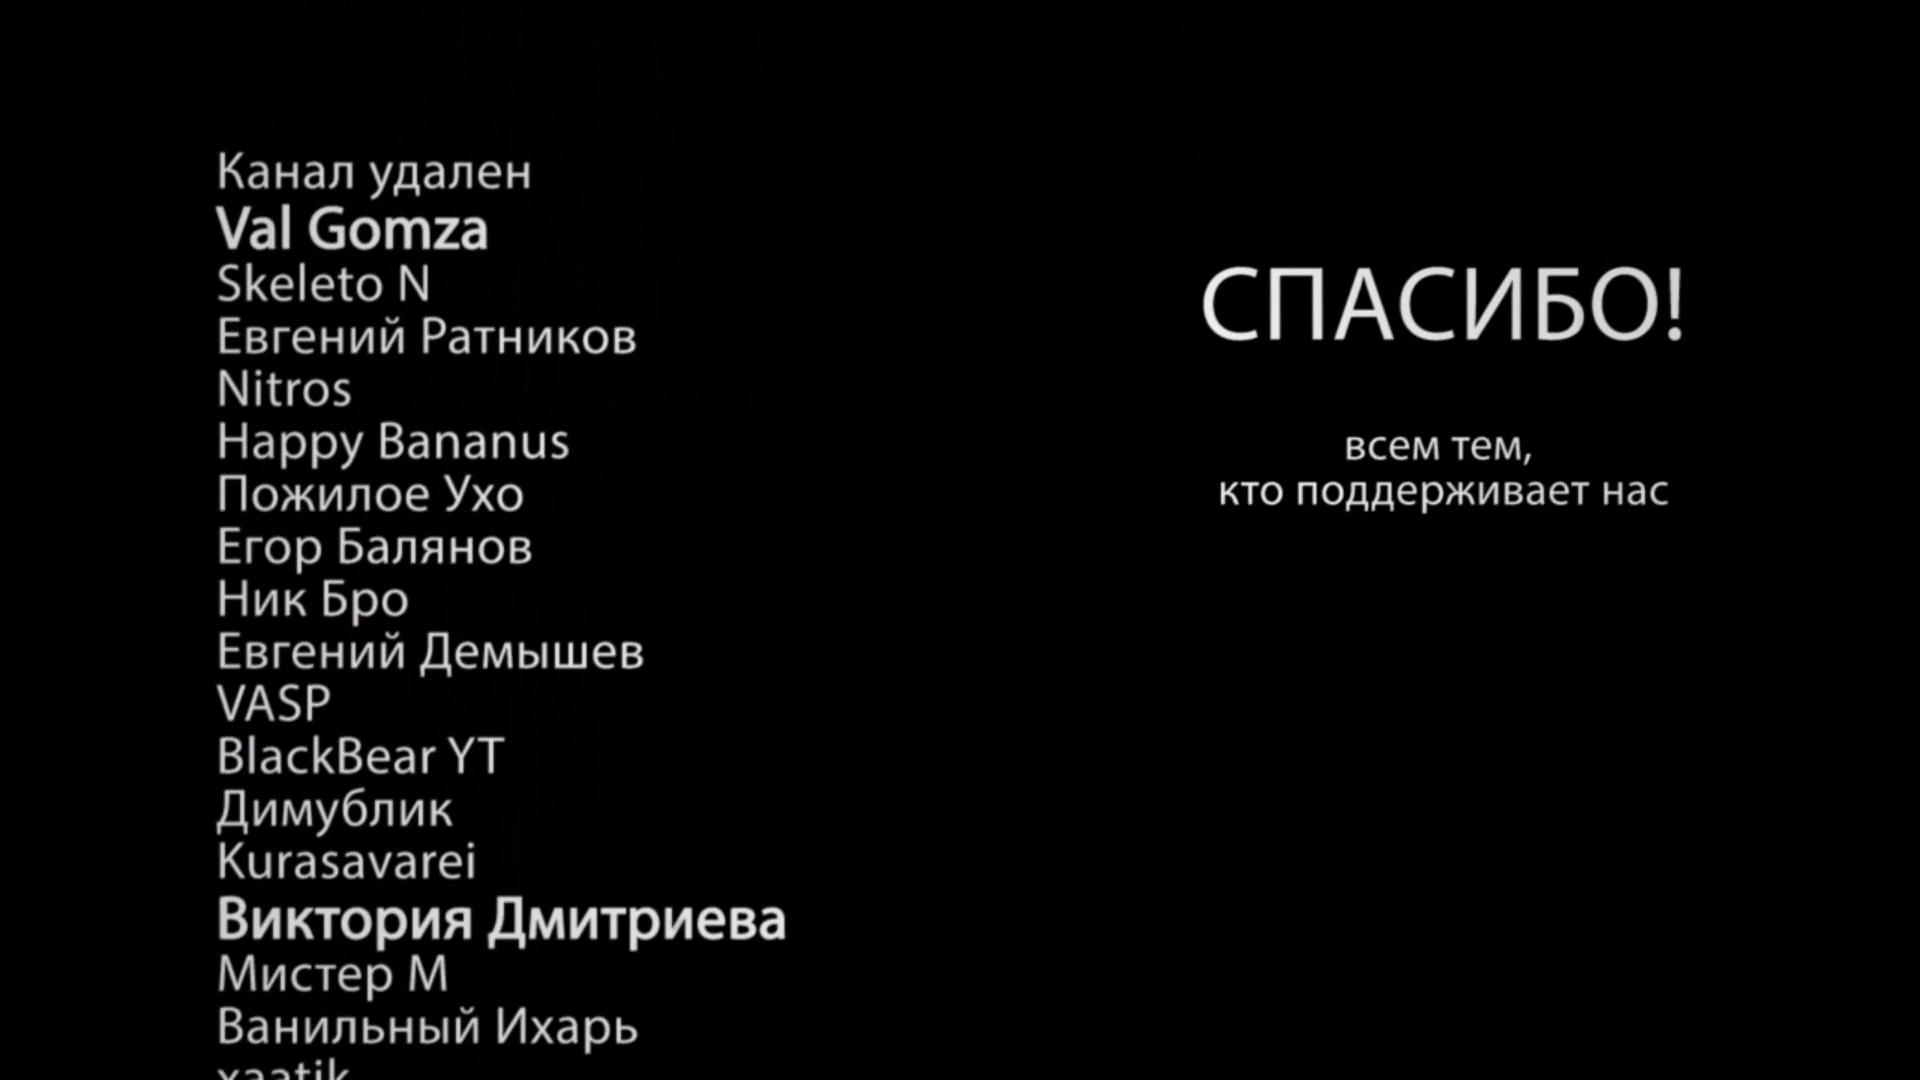 Канал удален
Val Gomza
Skeleto N
Евгений Ратников
Nitros
Happy Bananus
Пожилое Ухо
Егор Балянов
Ник Бро
Евгений Демышев
VASP
BlackBear YT
Димублик
Kurasavarei
Виктория Дмитриева
Мистер М
Ванильный Ихарь
xaatik
СПАСИБО!
всем тем,
кто поддерживает нас